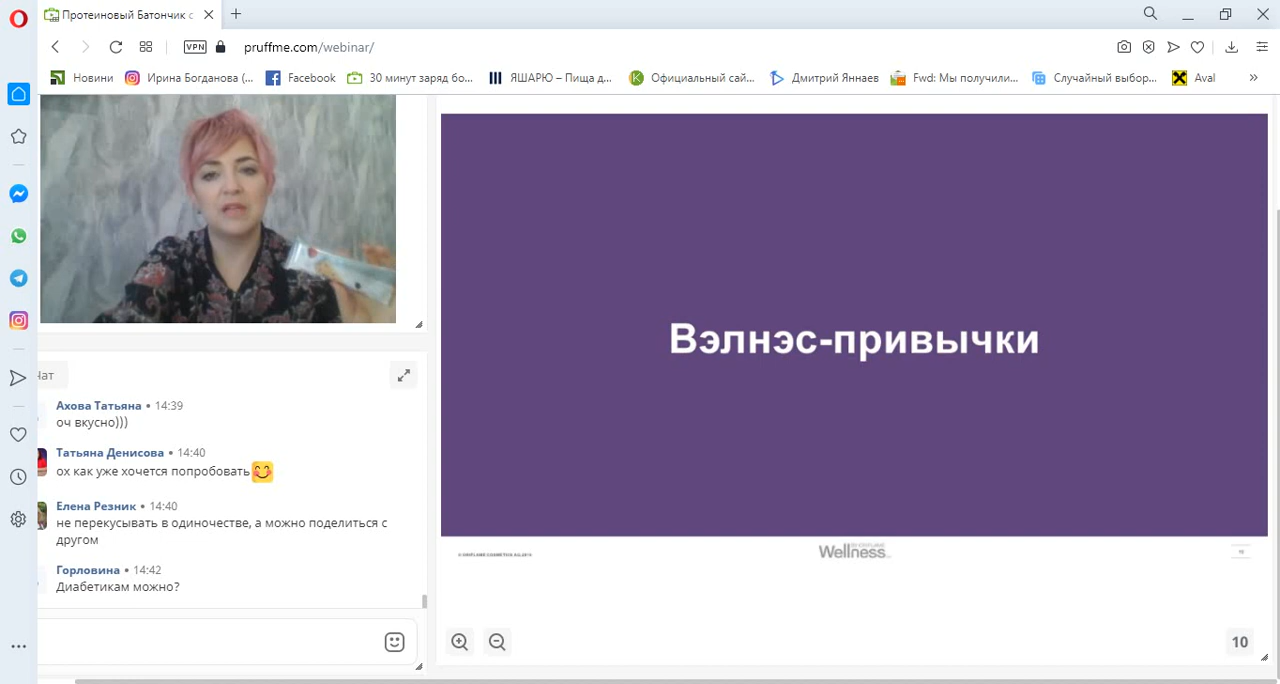 Протеиновый Батончик с
VPN
pruffme.com/webinar/
Новини
Ирина Богданова (...
Facebook
30 минут заряд бо...
ЯШАРЮ – Пища д...
Официальный сай...
Дмитрий Яннаев
Fwd: Мы получили...
Случайный выбор...
Aval
Вэлнэс-привычки
Wellness
10
Чат
Ахова Татьяна • 14:39
оч вкусно)))
Татьяна Денисова • 14:40
ох как уже хочется попробовать
Елена Резник • 14:40
не перекусывать в одиночестве, а можно поделиться с
другом
Горловина • 14:42
Диабетикам можно?